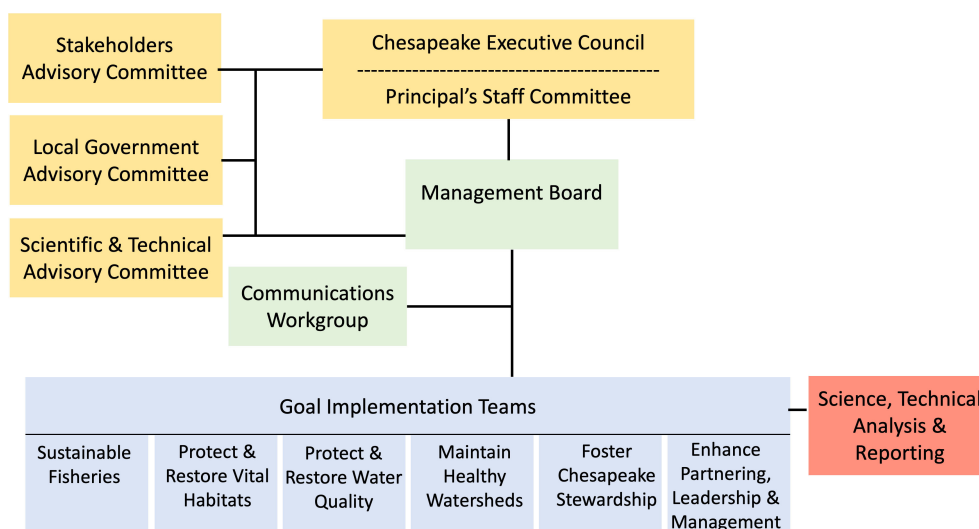 Stakeholders
Advisory Committee
Chesapeake Executive Council
--------------------------------------------
Principal’s Staff Committee
Local Government
Advisory Committee
Management Board
Scientific & Technical
Advisory Committee
Communications
Workgroup
Goal Implementation Teams
Science, Technical
Analysis &
Reporting
Sustainable
Fisheries
Protect &
Restore Vital
Habitats
Protect &
Restore Water
Quality
Maintain
Healthy
Watersheds
Foster
Chesapeake
Stewardship
Enhance
Partnering,
Leadership &
Management